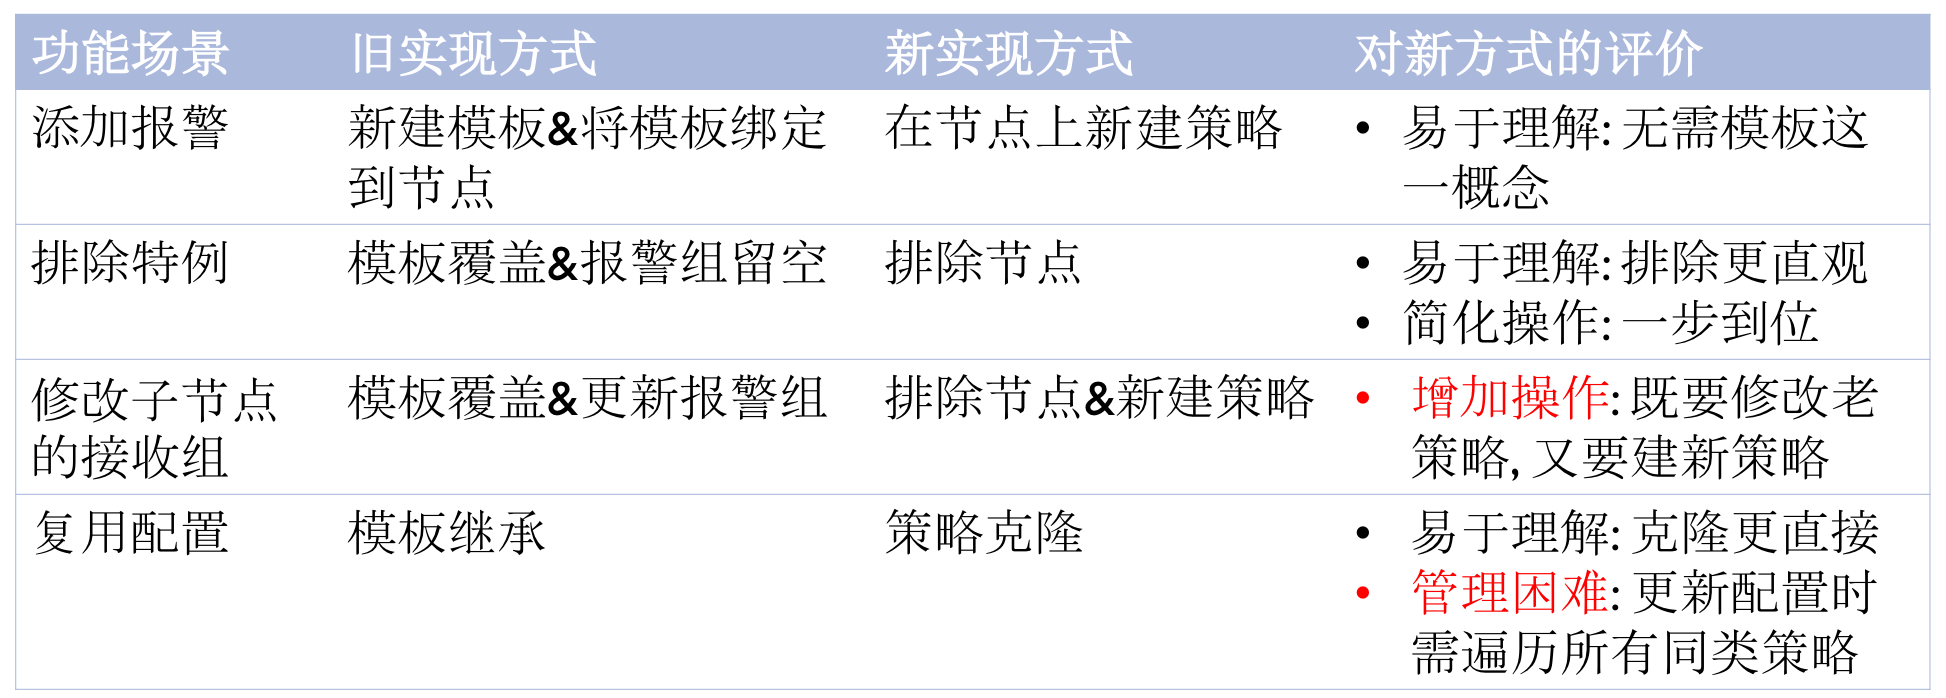 功能场景 旧实现方式 新实现方式 对新方式的评价
添加报警 新建模板&将模板绑定到节点 在节点上新建策略
• 易于理解: 无需模板这一概念
排除特例 模板覆盖&报警组留空 排除节点
• 易于理解: 排除更直观
• 简化操作: 一步到位
修改子节点的接收组 模板覆盖&更新报警组 排除节点&新建策略
• 增加操作: 既要修改老策略, 又要建新策略
复用配置 模板继承 策略克隆
• 易于理解: 克隆更直接
• 管理困难: 更新配置时需遍历所有同类策略